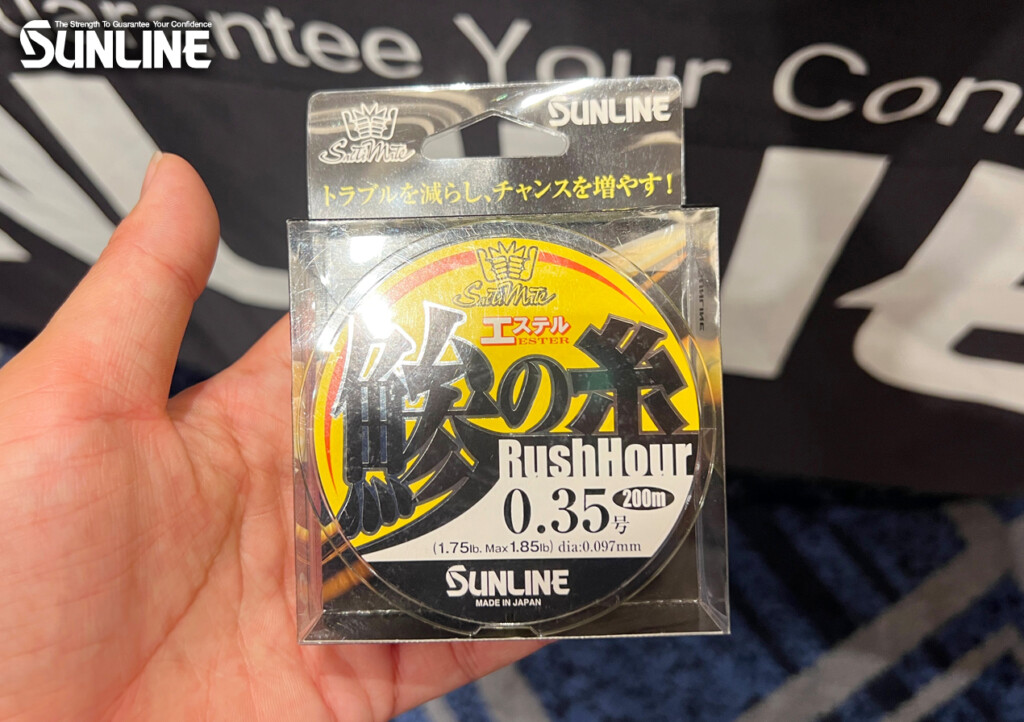 The Strength To Guarantee Your Confidence
SUNLINE
Guarantee Your Con
SaltiMate
SUNLINE
トラブルを減らし、チャンスを増やす!
SaltiMate
エステル
ESTER
鯵の糸
RushHour
0.35号
200m
(1.75lb. Max 1.85lb) dia:0.097mm
SUNLINE
MADE IN JAPAN